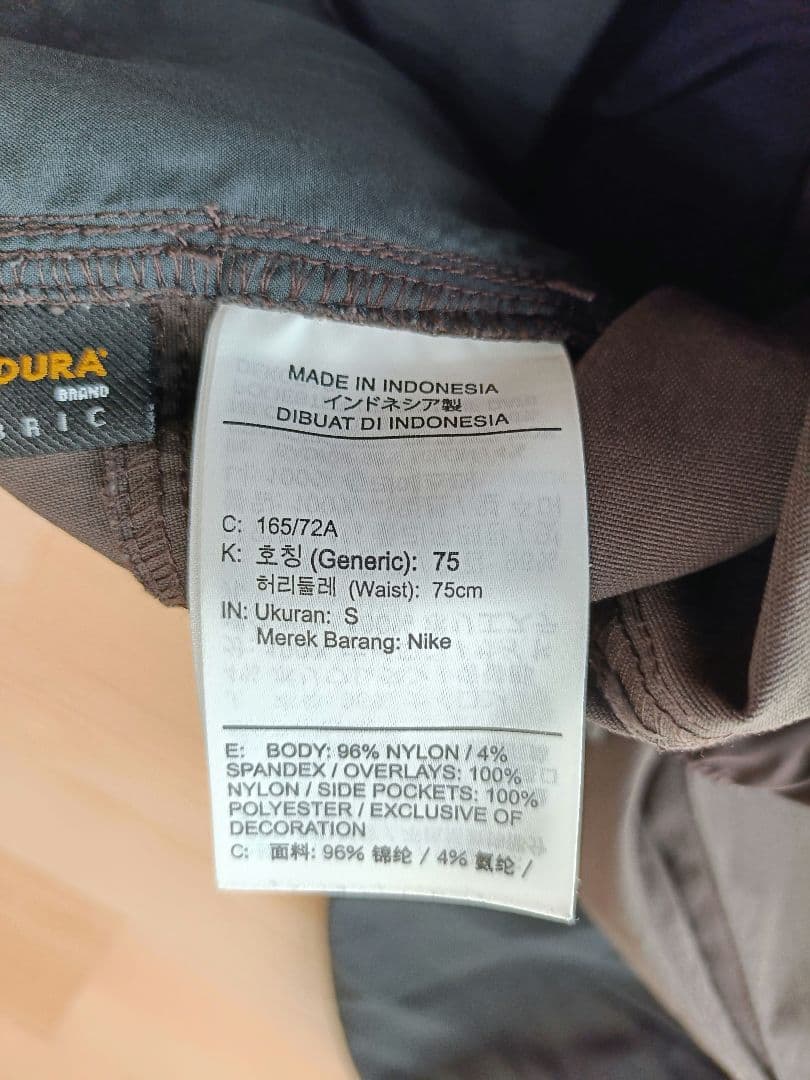 DURA
BRAND
RIC
MADE IN INDONESIA
インドネシア製
DIBUAT DI INDONESIA
C: 165/72A
K: 호칭 (Generic): 75
허리둘레 (Waist): 75cm
IN: Ukuran: S
Merek Barang: Nike
E: BODY: 96% NYLON / 4%
SPANDEX / OVERLAYS: 100%
NYLON / SIDE POCKETS: 100%
POLYESTER / EXCLUSIVE OF
DECORATION
C: 面料: 96% 锦纶 / 4% 氨纶 /